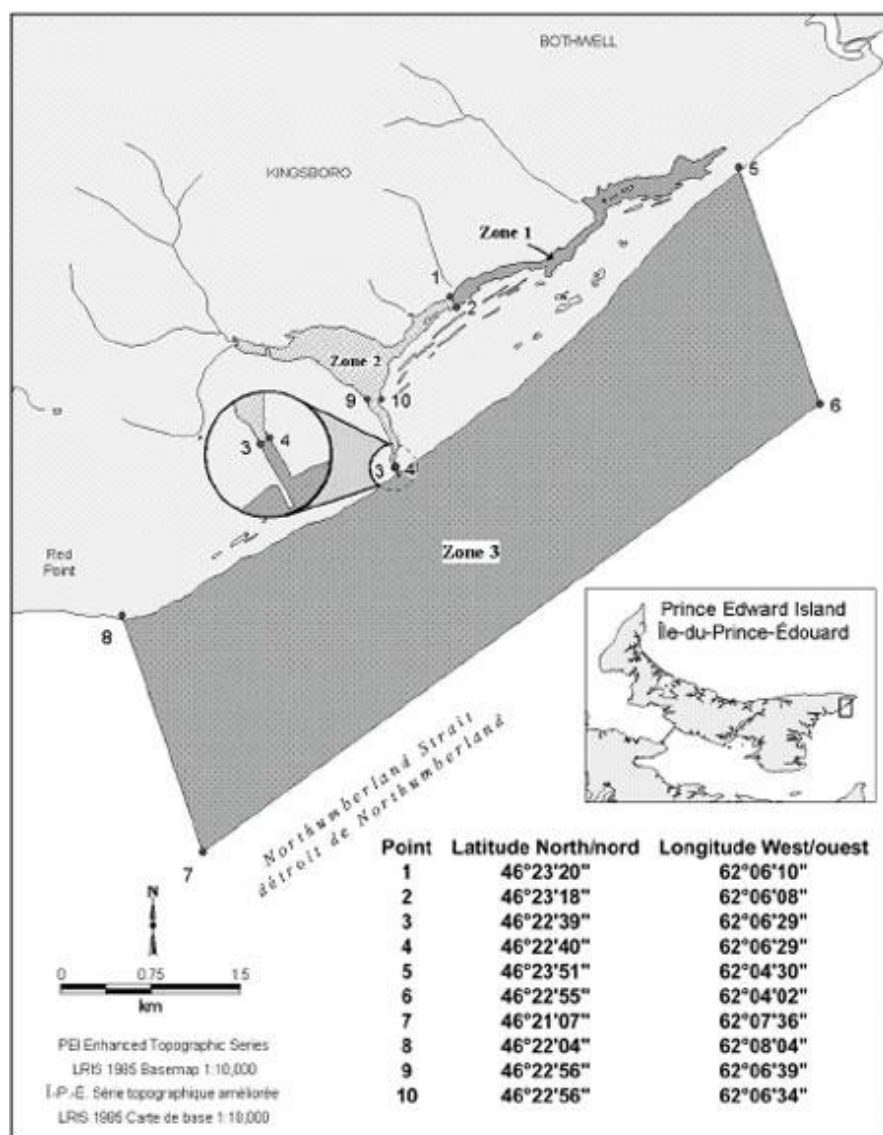 BOTHWELL
5
KINGSBORO
Zone 1
1
2
Zone 2
9 10
6
3 4
3 4
Zone 3
Red
Point
8
Prince Edward Island
Île-du-Prince-Édouard
Northumberland Strait
détroit de Northumberland
7
N
0 0.75 1.5
km
PEI Enhanced Topographic Series
LRIS 1985 Basemap 1:10,000
Î.-P.-É. Série topographique améliorée
LRIS 1985 Carte de base 1:10,000
Point Latitude North/nord Longitude West/ouest
1 46°23'20" 62°06'10"
2 46°23'18" 62°06'08"
3 46°22'39" 62°06'29"
4 46°22'40" 62°06'29"
5 46°23'51" 62°04'30"
6 46°22'55" 62°04'02"
7 46°21'07" 62°07'36"
8 46°22'04" 62°08'04"
9 46°22'56" 62°06'39"
10 46°22'56" 62°06'34"